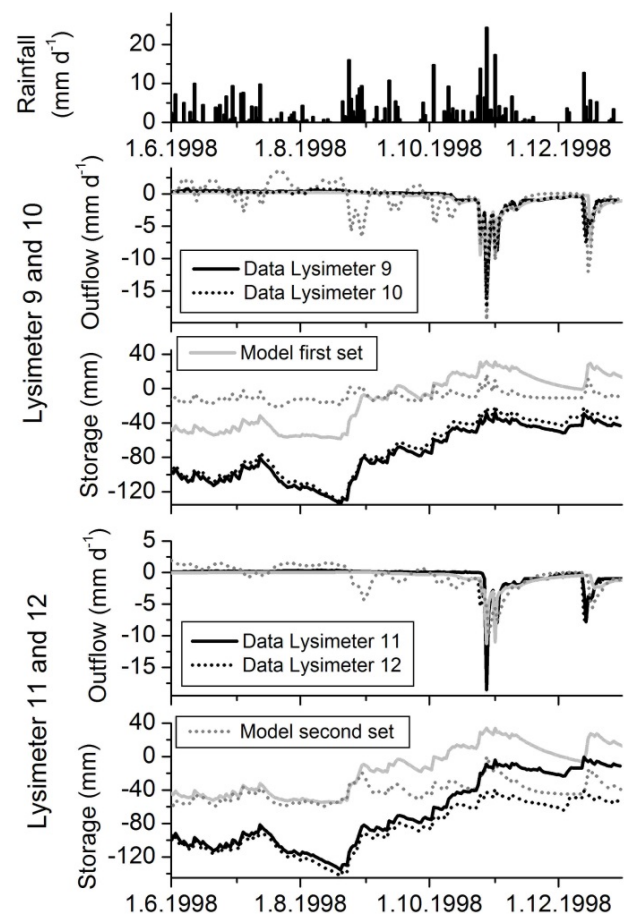 Rainfall
(mm d⁻¹)
20
10
0
1.6.1998 1.8.1998 1.10.1998 1.12.1998
Lysimeter 9 and 10
Outflow (mm d⁻¹)
0
-5
-10
-15
Data Lysimeter 9
Data Lysimeter 10
Storage (mm)
40
0
-40
-80
-120
Model first set
Lysimeter 11 and 12
Outflow (mm d⁻¹)
5
0
-5
-10
-15
Data Lysimeter 11
Data Lysimeter 12
Storage (mm)
40
0
-40
-80
-120
Model second set
1.6.1998 1.8.1998 1.10.1998 1.12.1998